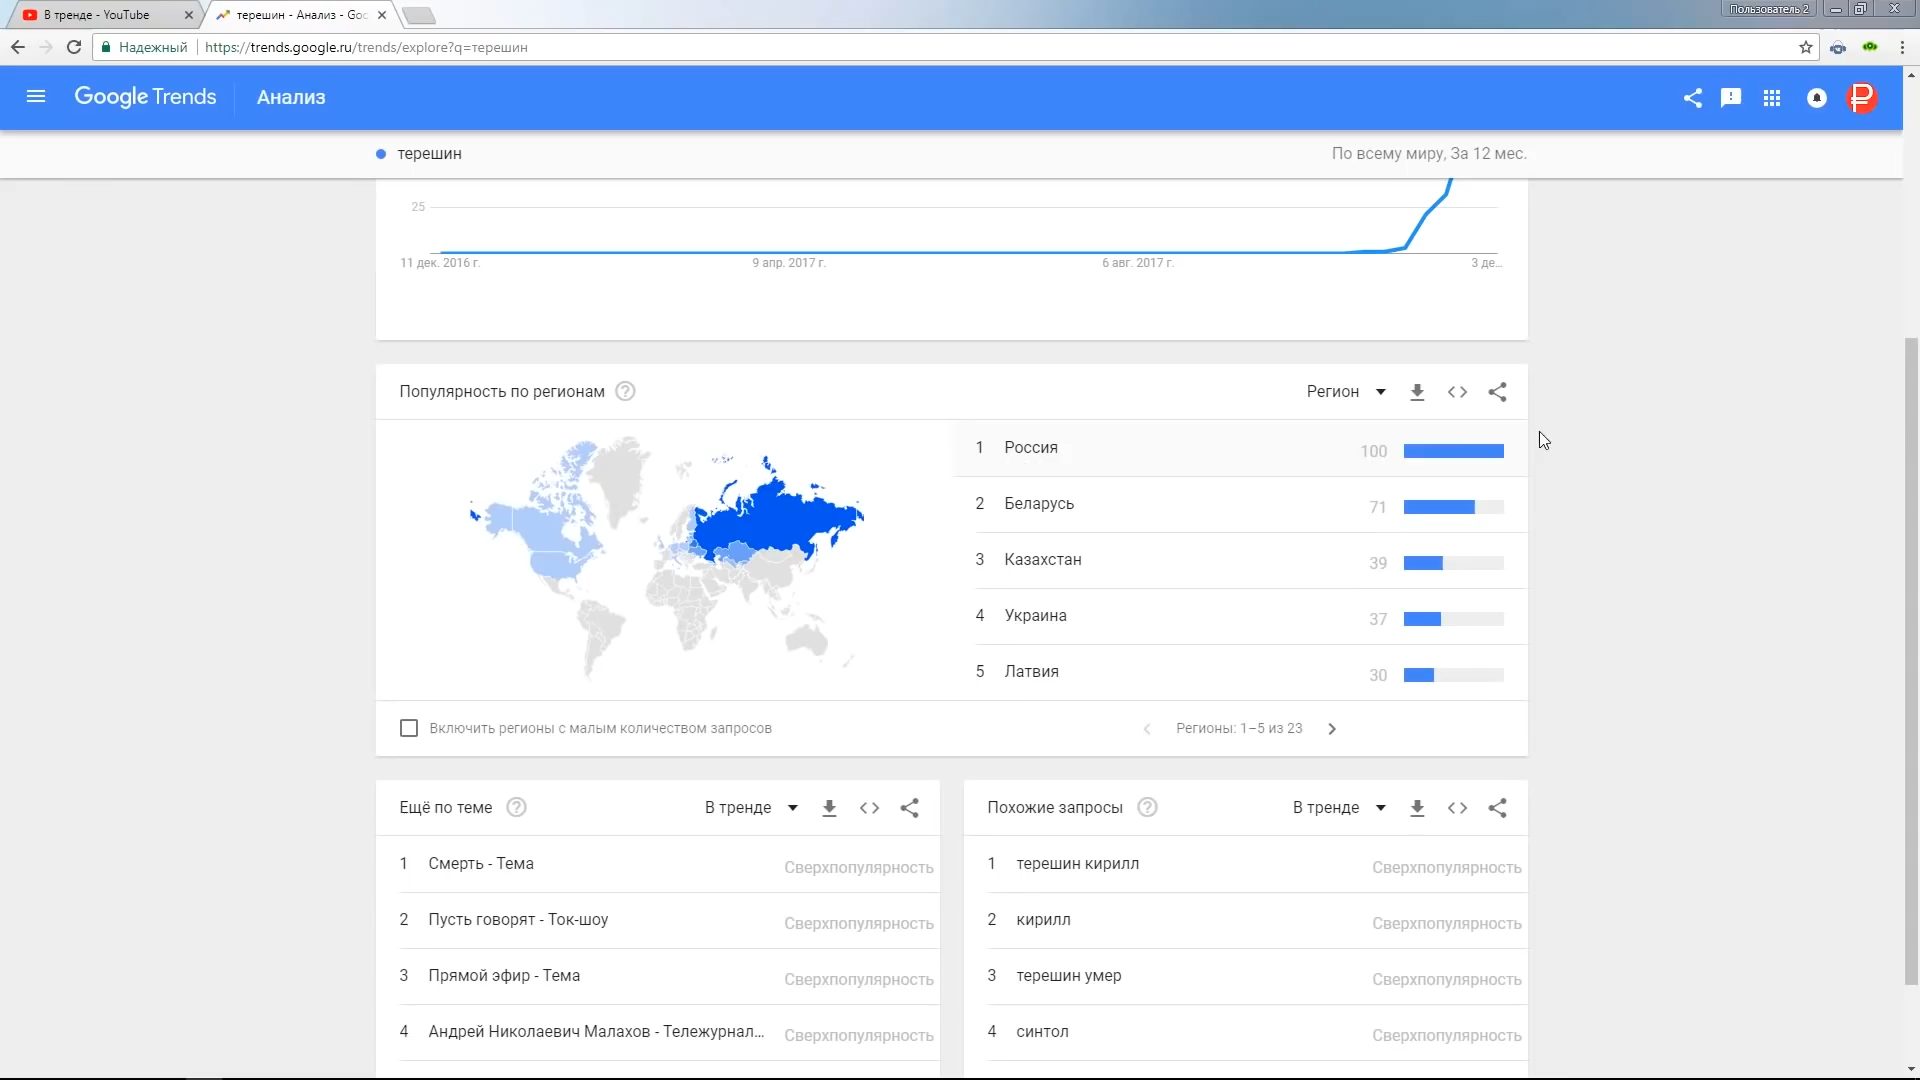 В тренде - YouTube
терешин - Анализ - Goo
Пользователь 2
Надежный
https://trends.google.ru/trends/explore?q=терешин
Google Trends
Анализ
терешин
По всему миру, За 12 мес.
25
11 дек. 2016 г.
9 апр. 2017 г.
6 авг. 2017 г.
3 де...
Популярность по регионам
Регион
1 Россия 100
2 Беларусь 71
3 Казахстан 39
4 Украина 37
5 Латвия 30
Включить регионы с малым количеством запросов
Регионы: 1–5 из 23
Ещё по теме
В тренде
1 Смерть - Тема Сверхпопулярность
2 Пусть говорят - Ток-шоу Сверхпопулярность
3 Прямой эфир - Тема Сверхпопулярность
4 Андрей Николаевич Малахов - Тележурнал... Сверхпопулярность
Похожие запросы
В тренде
1 терешин кирилл Сверхпопулярность
2 кирилл Сверхпопулярность
3 терешин умер Сверхпопулярность
4 синтол Сверхпопулярность